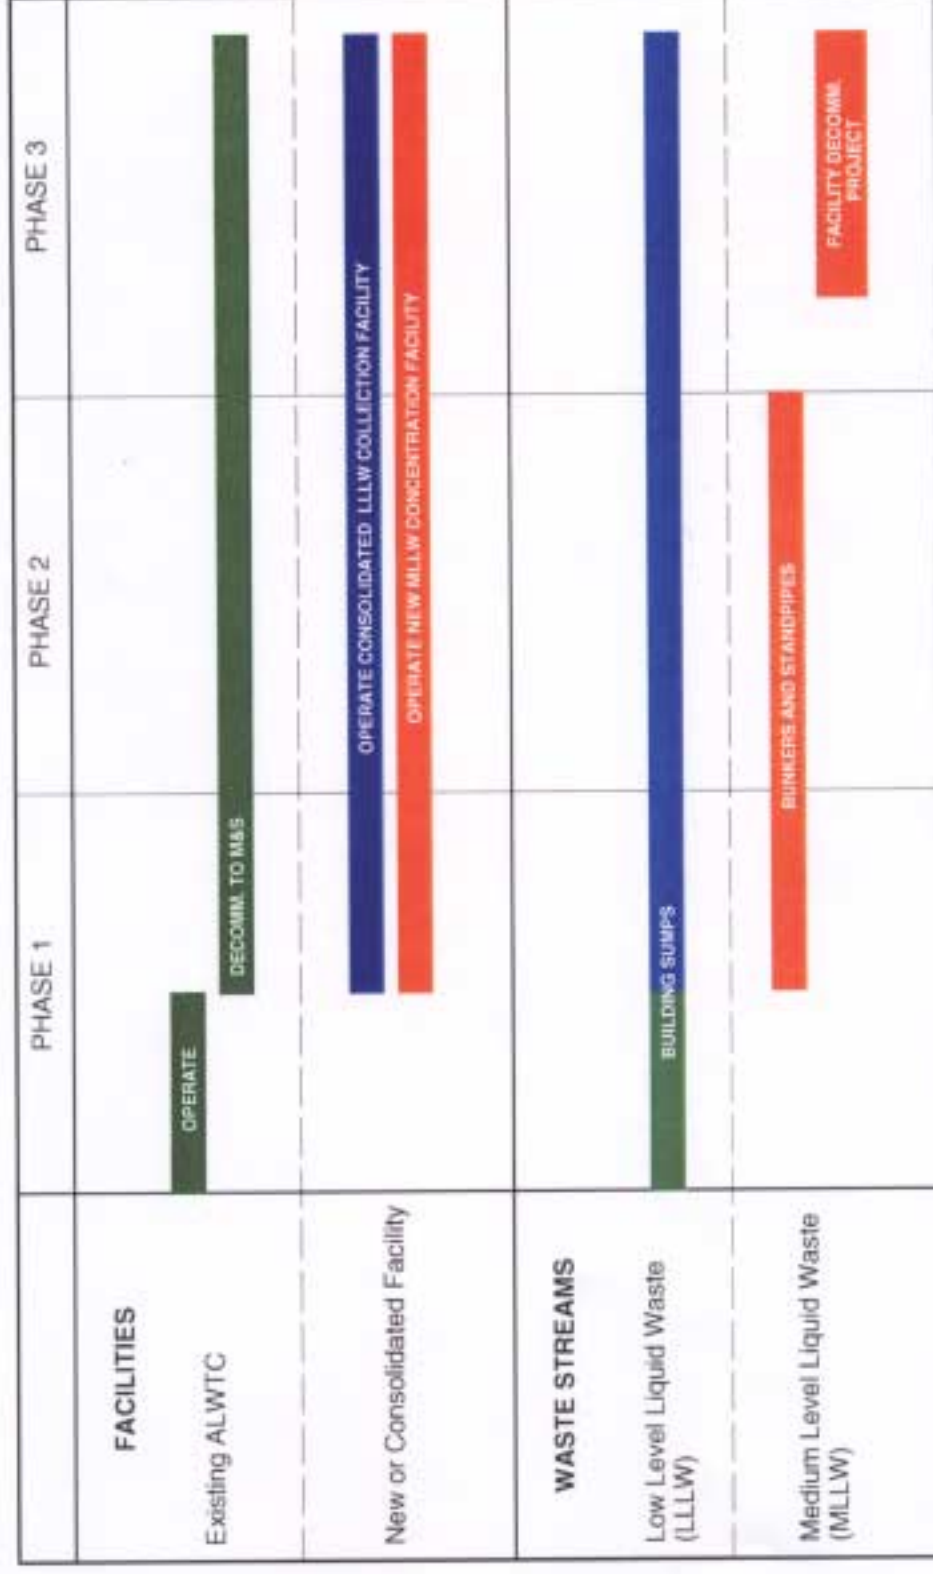 PHASE 1
PHASE 2
PHASE 3
FACILITIES
Existing ALWTC
OPERATE
DECOMM. TO M&S
New or Consolidated Facility
OPERATE CONSOLIDATED LLLW COLLECTION FACILITY
OPERATE NEW MLLW CONCENTRATION FACILITY
WASTE STREAMS
Low Level Liquid Waste
(LLLW)
BUILDING SUMPS
Medium Level Liquid Waste
(MLLW)
BUNKERS AND STANDPIPES
FACILITY DECOMM.
PROJECT